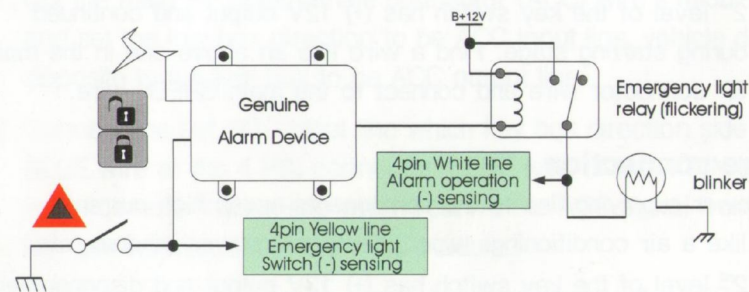 B+12V
Genuine
Alarm Device
Emergency light
relay (flickering)
4pin White line
Alarm operation
(-) sensing
blinker
4pin Yellow line
Emergency light
Switch (-) sensing